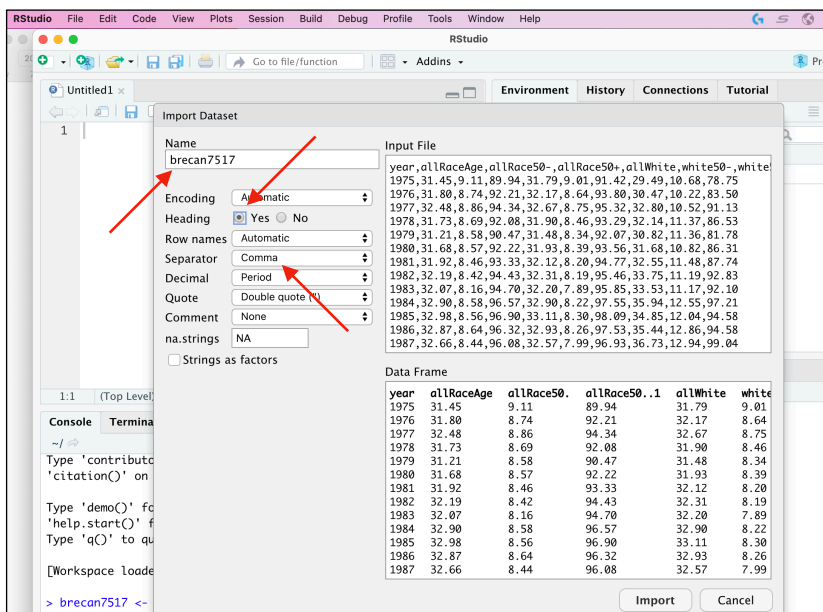 RStudio File Edit Code View Plots Session Build Debug Profile Tools Window Help
RStudio
Go to file/function
Addins
Untitled1
Environment History Connections Tutorial
1
Import Dataset
Name
brecan7517
Encoding Automatic
Heading Yes No
Row names Automatic
Separator Comma
Decimal Period
Quote Double quote (")
Comment None
na.strings NA
Strings as factors
Input File
year,allRaceAge,allRace50-,allRace50+,allWhite,white50-,white
1975,31.45,9.11,89.94,31.79,9.01,91.42,29.49,10.68,78.75
1976,31.80,8.74,92.21,32.17,8.64,93.80,30.47,10.22,83.50
1977,32.48,8.86,94.34,32.67,8.75,95.32,32.80,10.52,91.13
1978,31.73,8.69,92.08,31.90,8.46,93.29,32.14,11.37,86.53
1979,31.21,8.58,90.47,31.48,8.34,92.07,30.82,11.36,81.78
1980,31.68,8.57,92.22,31.93,8.39,93.56,31.68,10.82,86.31
1981,31.92,8.46,93.33,32.12,8.20,94.77,32.55,11.48,87.74
1982,32.19,8.42,94.43,32.31,8.19,95.46,33.75,11.19,92.83
1983,32.07,8.16,94.70,32.20,7.89,95.85,33.53,11.17,92.10
1984,32.90,8.58,96.57,32.90,8.22,97.55,35.94,12.55,97.21
1985,32.98,8.56,96.90,33.11,8.30,98.09,34.85,12.04,94.58
1986,32.87,8.64,96.32,32.93,8.26,97.53,35.44,12.86,94.58
1987,32.66,8.44,96.08,32.57,7.99,96.93,36.73,12.94,99.04
Data Frame
year allRaceAge allRace50. allRace50..1 allWhite white
1975 31.45 9.11 89.94 31.79 9.01
1976 31.80 8.74 92.21 32.17 8.64
1977 32.48 8.86 94.34 32.67 8.75
1978 31.73 8.69 92.08 31.90 8.46
1979 31.21 8.58 90.47 31.48 8.34
1980 31.68 8.57 92.22 31.93 8.39
1981 31.92 8.46 93.33 32.12 8.20
1982 32.19 8.42 94.43 32.31 8.19
1983 32.07 8.16 94.70 32.20 7.89
1984 32.90 8.58 96.57 32.90 8.22
1985 32.98 8.56 96.90 33.11 8.30
1986 32.87 8.64 96.32 32.93 8.26
1987 32.66 8.44 96.08 32.57 7.99
Import Cancel
1:1 (Top Level)
Console Termina
~/
Type 'contributo
'citation()' on
Type 'demo()' fo
'help.start()' f
Type 'q()' to qu
[Workspace loade
> brecan7517 <-